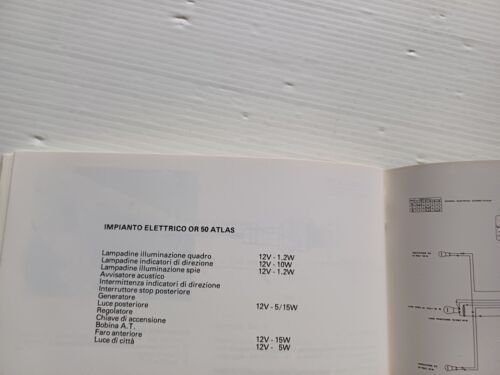 IMPIANTO ELETTRICO OR 50 ATLAS
Lampadine illuminazione quadro 12V - 1.2W
Lampadine indicatori di direzione 12V - 10W
Lampadine illuminazione spie 12V - 1.2W
Avvisatore acustico
Intermittenza indicatori di direzione
Interruttore stop posteriore
Generatore
Luce posteriore 12V - 5/15W
Regolatore
Chiave di accensione
Bobina A.T.
Faro anteriore 12V - 15W
Luce di città 12V - 5W